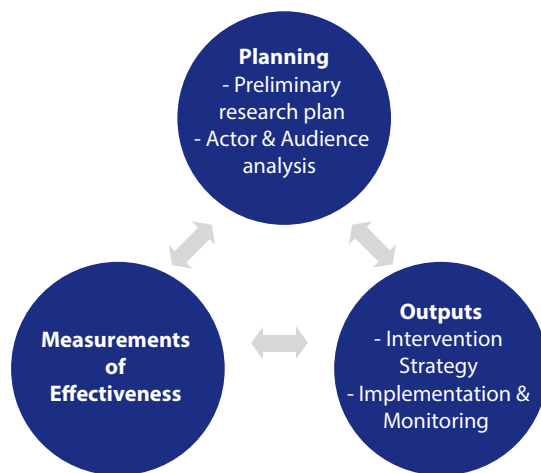 Planning
- Preliminary
research plan
- Actor & Audience
analysis
Measurements
of
Effectiveness
Outputs
- Intervention
Strategy
- Implementation &
Monitoring